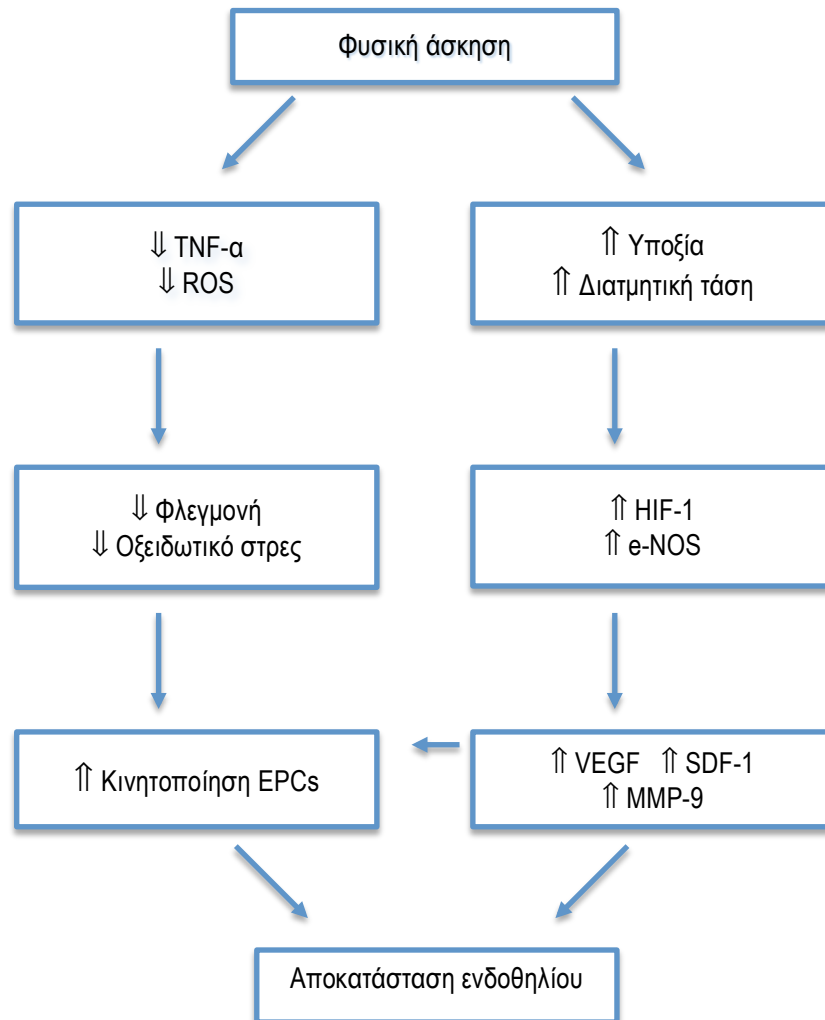 Φυσική άσκηση
⇓ TNF-α
⇓ ROS
⇑ Υποξία
⇑ Διατμητική τάση
⇓ Φλεγμονή
⇓ Οξειδωτικό στρες
⇑ HIF-1
⇑ e-NOS
⇑ Κινητοποίηση EPCs
⇑ VEGF ⇑ SDF-1
⇑ MMP-9
Αποκατάσταση ενδοθηλίου